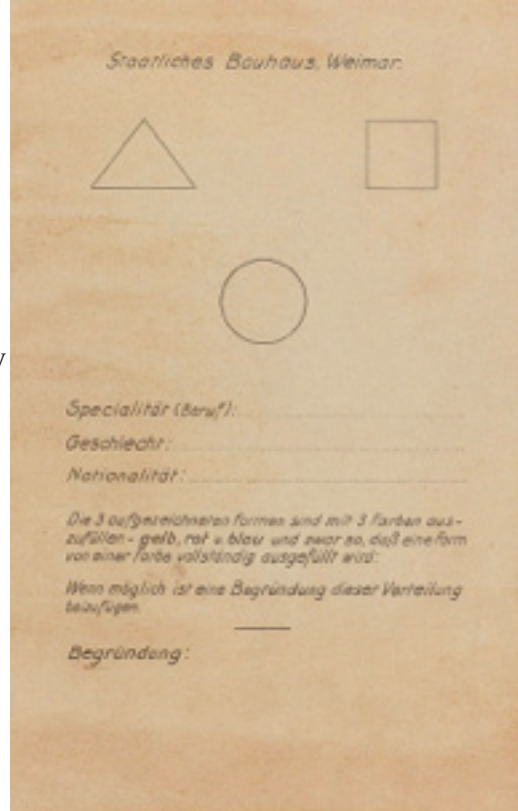 Staatliches Bauhaus, Weimar.
Specialität (Beruf):
Geschlecht:
Nationalität:
Die 3 aufgezeichneten Formen sind mit 3 Farben aus-
zufüllen - gelb, rot u. blau und zwar so, daß eine Form
von einer Farbe vollständig ausgefüllt wird:
Wenn möglich ist eine Begründung dieser Verteilung
beizufügen.
Begründung: